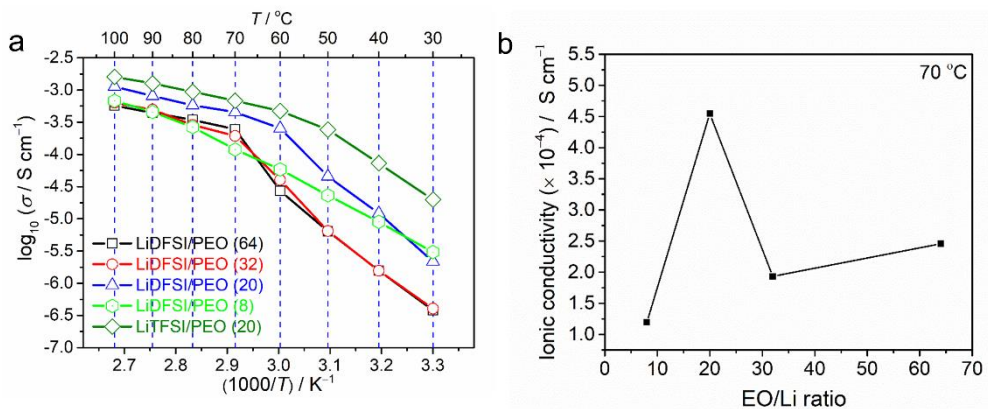 a
T / °C
100 90 80 70 60 50 40 30
log₁₀ (σ / S cm⁻¹)
-2.5
-3.0
-3.5
-4.0
-4.5
-5.0
-5.5
-6.0
-6.5
-7.0
LiDFSI/PEO (64)
LiDFSI/PEO (32)
LiDFSI/PEO (20)
LiDFSI/PEO (8)
LiTFSI/PEO (20)
2.7 2.8 2.9 3.0 3.1 3.2 3.3
(1000/T) / K⁻¹
b
70 °C
Ionic conductivity (× 10⁻⁴) / S cm⁻¹
5.5
5.0
4.5
4.0
3.5
3.0
2.5
2.0
1.5
1.0
0 10 20 30 40 50 60 70
EO/Li ratio